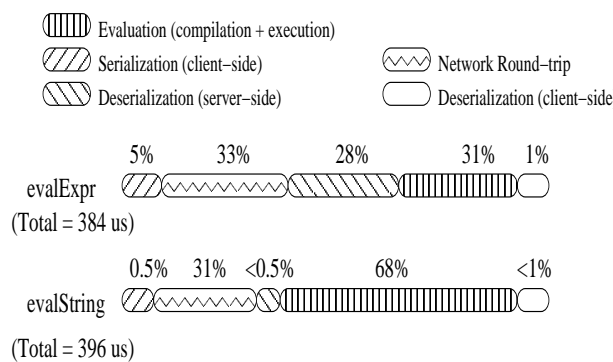 Evaluation (compilation + execution)
Serialization (client−side)
Network Round−trip
Deserialization (server−side)
Deserialization (client−side
5% 33% 28% 31% 1%
evalExpr
(Total = 384 us)
0.5% 31% <0.5% 68% <1%
evalString
(Total = 396 us)